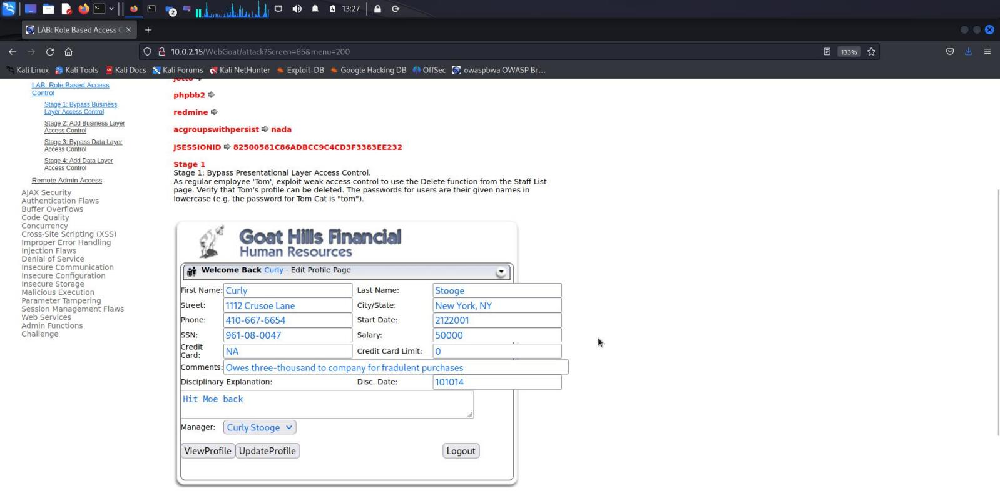 2
13:27
LAB: Role Based Access C
10.0.2.15/WebGoat/attack?Screen=65&menu=200
133%
Kali Linux Kali Tools Kali Docs Kali Forums Kali NetHunter Exploit-DB Google Hacking DB OffSec owaspbwa OWASP Br...
LAB: Role Based Access
Control
Stage 1: Bypass Business
Layer Access Control
Stage 2: Add Business Layer
Access Control
Stage 3: Bypass Data Layer
Access Control
Stage 4: Add Data Layer
Access Control
Remote Admin Access
AJAX Security
Authentication Flaws
Buffer Overflows
Code Quality
Concurrency
Cross-Site Scripting (XSS)
Improper Error Handling
Injection Flaws
Denial of Service
Insecure Communication
Insecure Configuration
Insecure Storage
Malicious Execution
Parameter Tampering
Session Management Flaws
Web Services
Admin Functions
Challenge
jotto
phpbb2
redmine
acgroupswithpersist nada
JSESSIONID 82500561C86ADBCC9C4CD3F3383EE232
Stage 1
Stage 1: Bypass Presentational Layer Access Control.
As regular employee 'Tom', exploit weak access control to use the Delete function from the Staff List
page. Verify that Tom's profile can be deleted. The passwords for users are their given names in
lowercase (e.g. the password for Tom Cat is "tom").
Goat Hills Financial
Human Resources
Welcome Back Curly - Edit Profile Page
First Name: Curly Last Name: Stooge
Street: 1112 Crusoe Lane City/State: New York, NY
Phone: 410-667-6654 Start Date: 2122001
SSN: 961-08-0047 Salary: 50000
Credit
Card: NA Credit Card Limit: 0
Comments: Owes three-thousand to company for fradulent purchases
Disciplinary Explanation: Disc. Date: 101014
Hit Moe back
Manager: Curly Stooge
ViewProfile UpdateProfile Logout